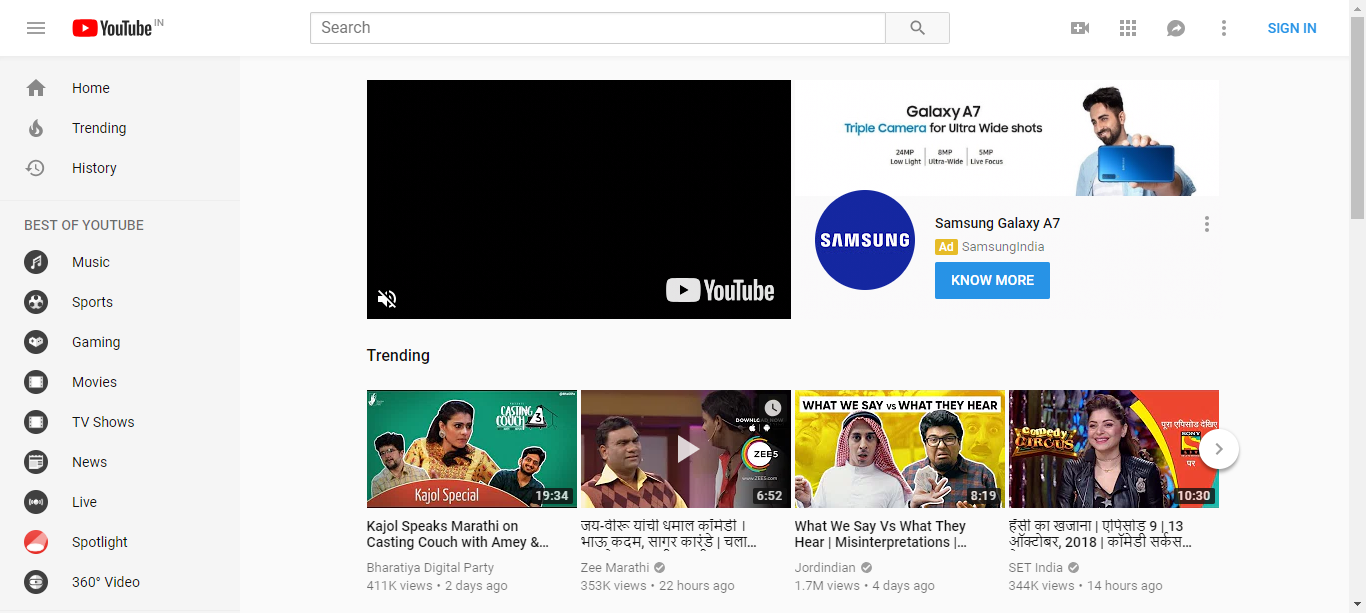 YouTube IN
Search
SIGN IN
Home
Trending
History
BEST OF YOUTUBE
Music
Sports
Gaming
Movies
TV Shows
News
Live
Spotlight
360° Video
YouTube
Galaxy A7
Triple Camera for Ultra Wide shots
24MP 8MP 5MP
Low Light Ultra-Wide Live Focus
SAMSUNG
Samsung Galaxy A7
Ad SamsungIndia
KNOW MORE
Trending
CASTING
COUCH 3
Kajol Special
19:34
Kajol Speaks Marathi on
Casting Couch with Amey &...
Bharatiya Digital Party
411K views • 2 days ago
ZEE5
www.ZEE5.com
6:52
जय-वीरू यांची धमाल कॉमेडी ।
भाऊ कदम, सागर कारंडे | चला...
Zee Marathi
353K views • 22 hours ago
WHAT WE SAY vs WHAT THEY HEAR
8:19
What We Say Vs What They
Hear | Misinterpretations |...
Jordindian
1.7M views • 4 days ago
Comedy
CIRCUS
पूरा एपिसोड देखिए
SONY
SET
पर
10:30
हँसी का खजाना | एपिसोड 9 | 13
ऑक्टोबर, 2018 | कॉमेडी सर्कस...
SET India
344K views • 14 hours ago